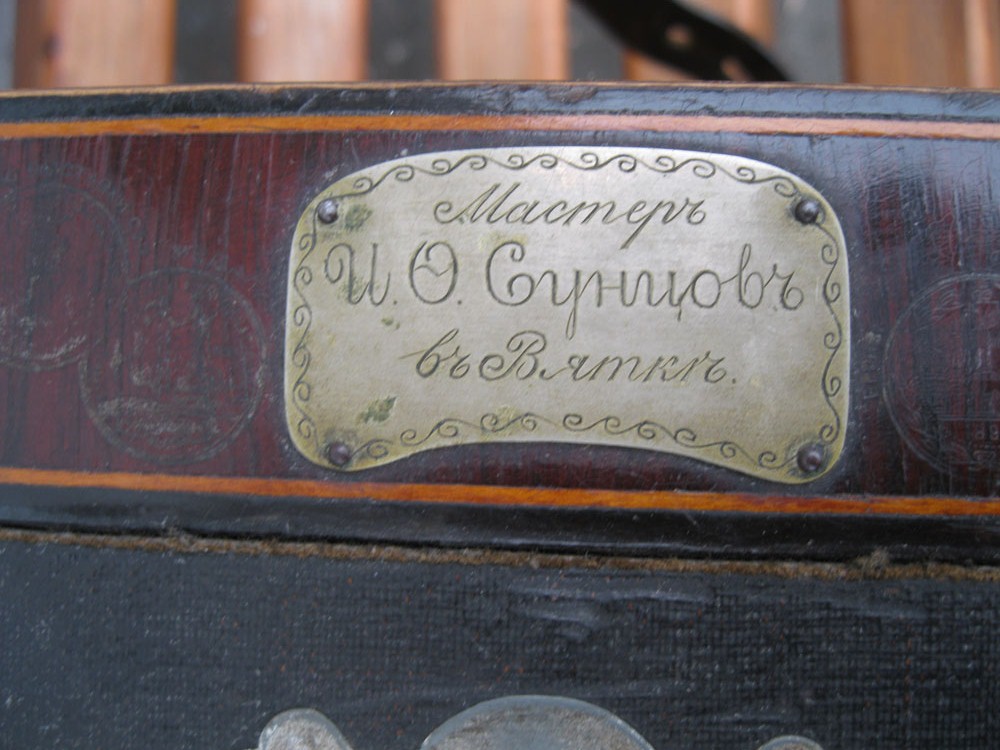 Мастеръ
И. Ѳ. Сунцовъ
въ Вяткѣ.